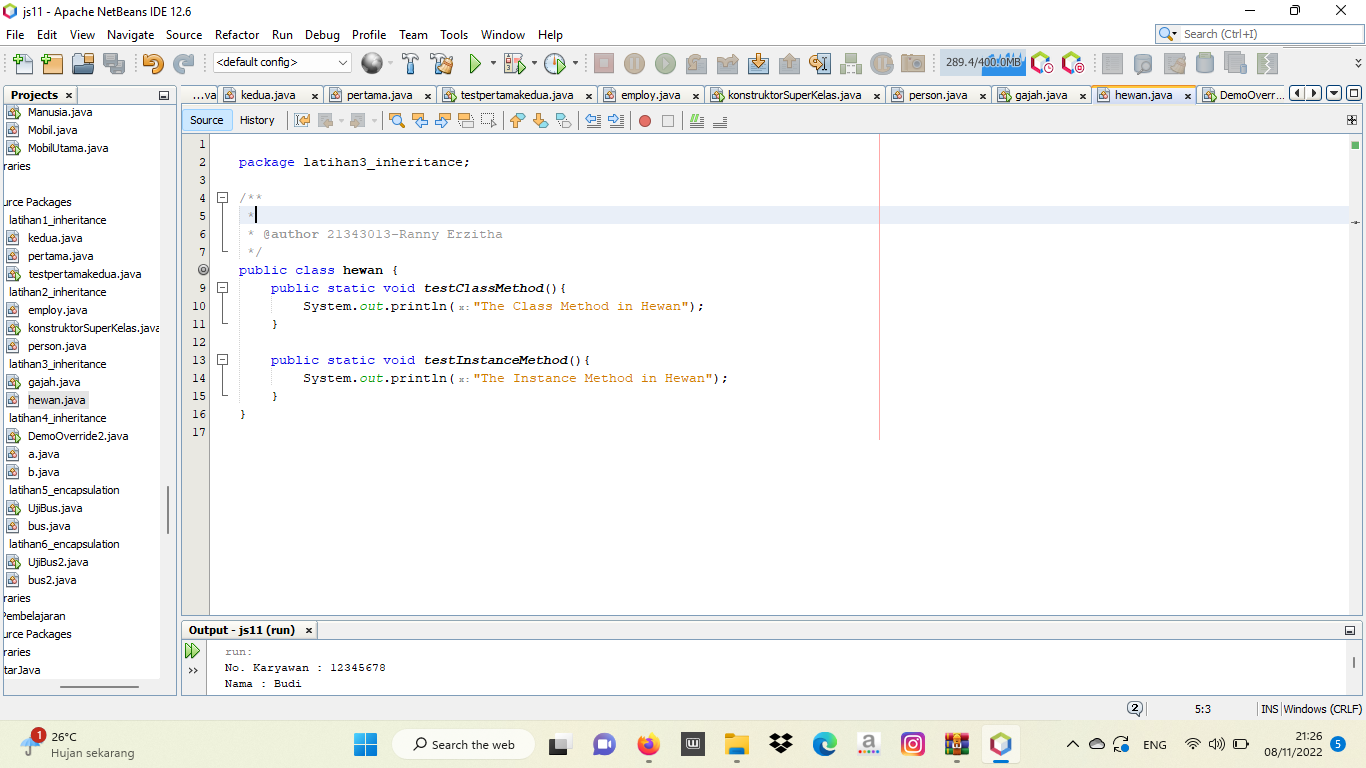 js11 - Apache NetBeans IDE 12.6
File Edit View Navigate Source Refactor Run Debug Profile Team Tools Window Help
Search (Ctrl+I)
<default config>
289.4/400.0MB
Projects
...va kedua.java pertama.java testpertamakedua.java employ.java konstruktorSuperKelas.java person.java gajah.java hewan.java DemoOverr...
Source History
Manusia.java
Mobil.java
MobilUtama.java
raries
urce Packages
latihan1_inheritance
kedua.java
pertama.java
testpertamakedua.java
latihan2_inheritance
employ.java
konstruktorSuperKelas.java
person.java
latihan3_inheritance
gajah.java
hewan.java
latihan4_inheritance
DemoOverride2.java
a.java
b.java
latihan5_encapsulation
UjiBus.java
bus.java
latihan6_encapsulation
UjiBus2.java
bus2.java
raries
Pembelajaran
urce Packages
raries
tarJava
1
2 package latihan3_inheritance;
3
4 /**
5 *
6 * @author 21343013-Ranny Erzitha
7 */
public class hewan {
9 public static void testClassMethod(){
10 System.out.println(x: "The Class Method in Hewan");
11 }
12
13 public static void testInstanceMethod(){
14 System.out.println(x: "The Instance Method in Hewan");
15 }
16 }
17
Output - js11 (run)
run:
No. Karyawan : 12345678
Nama : Budi
2 5:3 INS Windows (CRLF)
1 26°C
Hujan sekarang
Search the web
ENG
21:26
08/11/2022
5